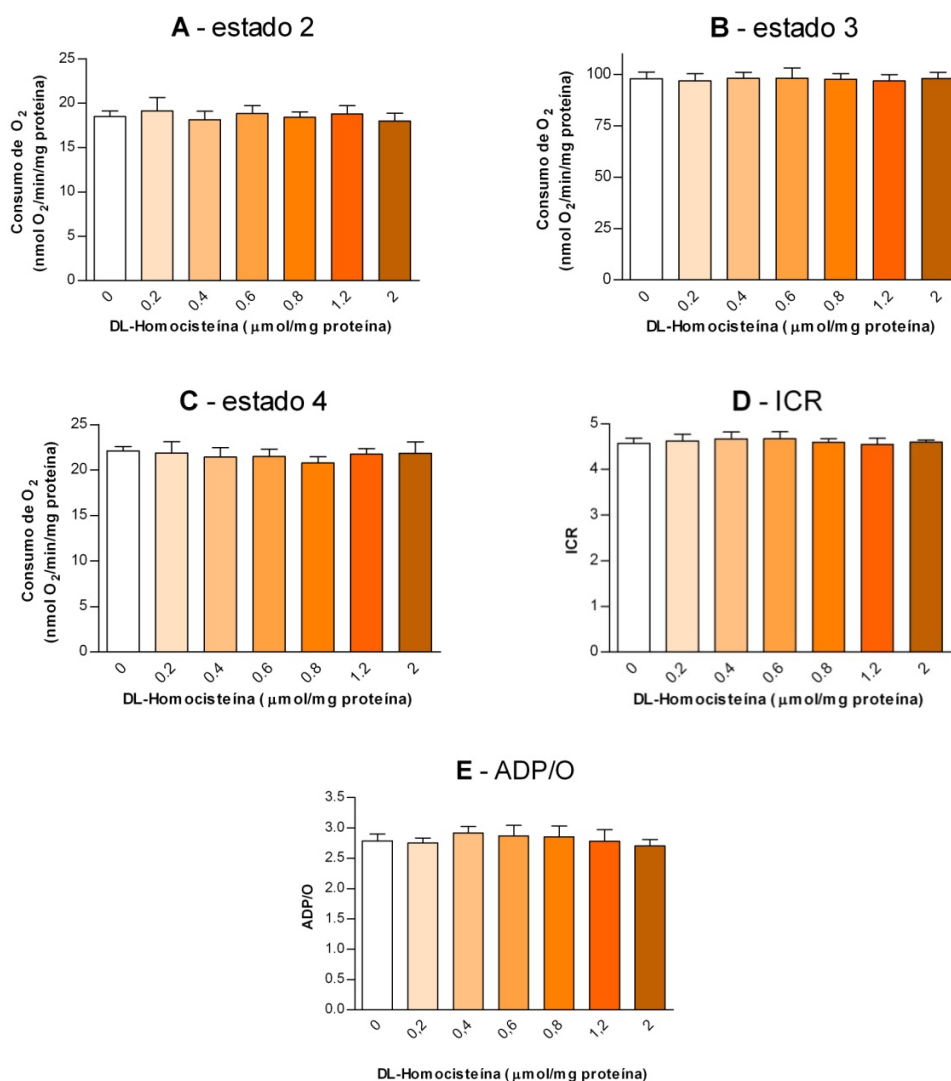 A - estado 2
Consumo de O2
(nmol O2/min/mg proteína)
25
20
15
10
5
0
0 0.2 0.4 0.6 0.8 1.2 2
DL-Homocisteína ( μmol/mg proteína)
B - estado 3
Consumo de O2
(nmol O2/min/mg proteína)
100
75
50
25
0
0 0.2 0.4 0.6 0.8 1.2 2
DL-Homocisteína ( μmol/mg proteína)
C - estado 4
Consumo de O2
(nmol O2/min/mg proteína)
25
20
15
10
5
0
0 0.2 0.4 0.6 0.8 1.2 2
DL-Homocisteína ( μmol/mg proteína)
D - ICR
ICR
5
4
3
2
1
0
0 0.2 0.4 0.6 0.8 1.2 2
DL-Homocisteína ( μmol/mg proteína)
E - ADP/O
ADP/O
3.5
3.0
2.5
2.0
1.5
1.0
0.5
0.0
0 0,2 0,4 0,6 0,8 1,2 2
DL-Homocisteína ( μmol/mg proteína)